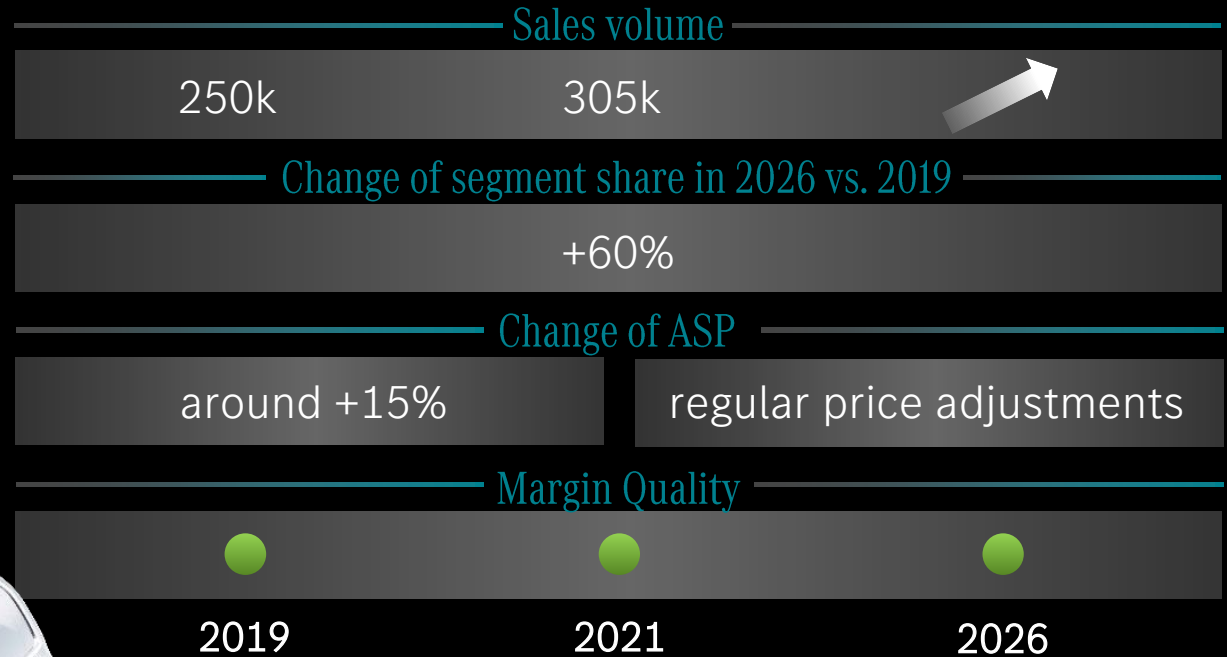 Sales volume
250k 305k
Change of segment share in 2026 vs. 2019
+60%
Change of ASP
around +15% regular price adjustments
Margin Quality
2019 2021 2026